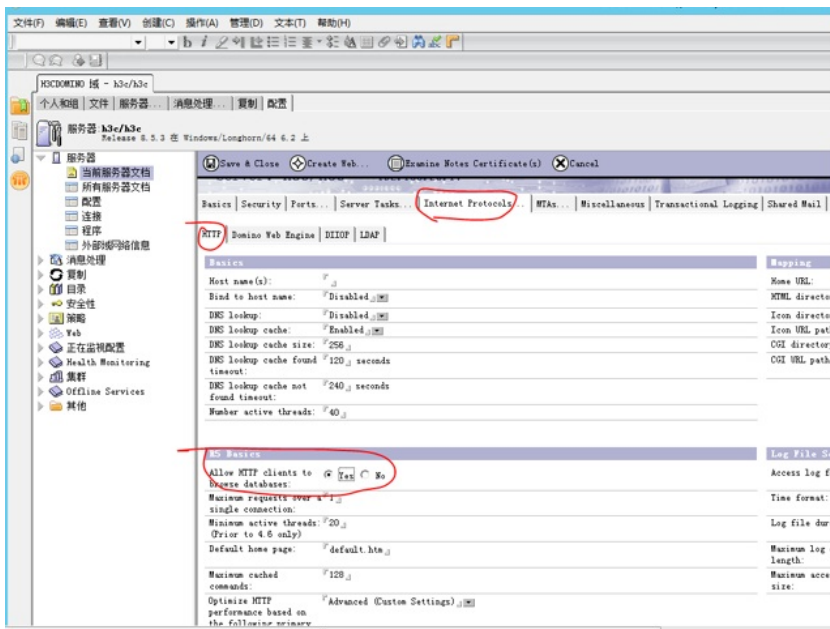 文件(F) 编辑(E) 查看(V) 创建(C) 操作(A) 管理(D) 文本(T) 帮助(H)
H3CDOMINO 域 - h3c/h3c
个人和组 文件 服务器... 消息处理... 复制 配置
服务器:h3c/h3c
Release 8.5.3 在 Windows/Longhorn/64 6.2 上
服务器
当前服务器文档
所有服务器文档
配置
连接
程序
外部域网络信息
消息处理
复制
目录
安全性
策略
Web
正在监视配置
Health Monitoring
集群
Offline Services
其他
Save & Close Create Web... Examine Notes Certificate(s) Cancel
Basics Security Ports... Server Tasks... Internet Protocols... MTAs... Miscellaneous Transactional Logging Shared Mail
HTTP Domino Web Engine DIIOP LDAP
Basics Mapping
Host name(s): Home URL:
Bind to host name: Disabled HTML directo
DNS lookup: Disabled Icon directo
DNS lookup cache: Enabled Icon URL pat
DNS lookup cache size: 256 CGI director
DNS lookup cache found timeout: 120 seconds CGI URL path
DNS lookup cache not found timeout: 240 seconds
Number active threads: 40
R5 Basics Log File S
Allow HTTP clients to browse databases: Yes No Access log f
Maximum requests over a single connection: 1 Time format:
Minimum active threads: 20 Log file dur
(Prior to 4.6 only)
Default home page: default.htm Maximum log length:
Maximum cached commands: 128 Maximum acce size:
Optimize HTTP performance based on the following primary Advanced (Custom Settings)